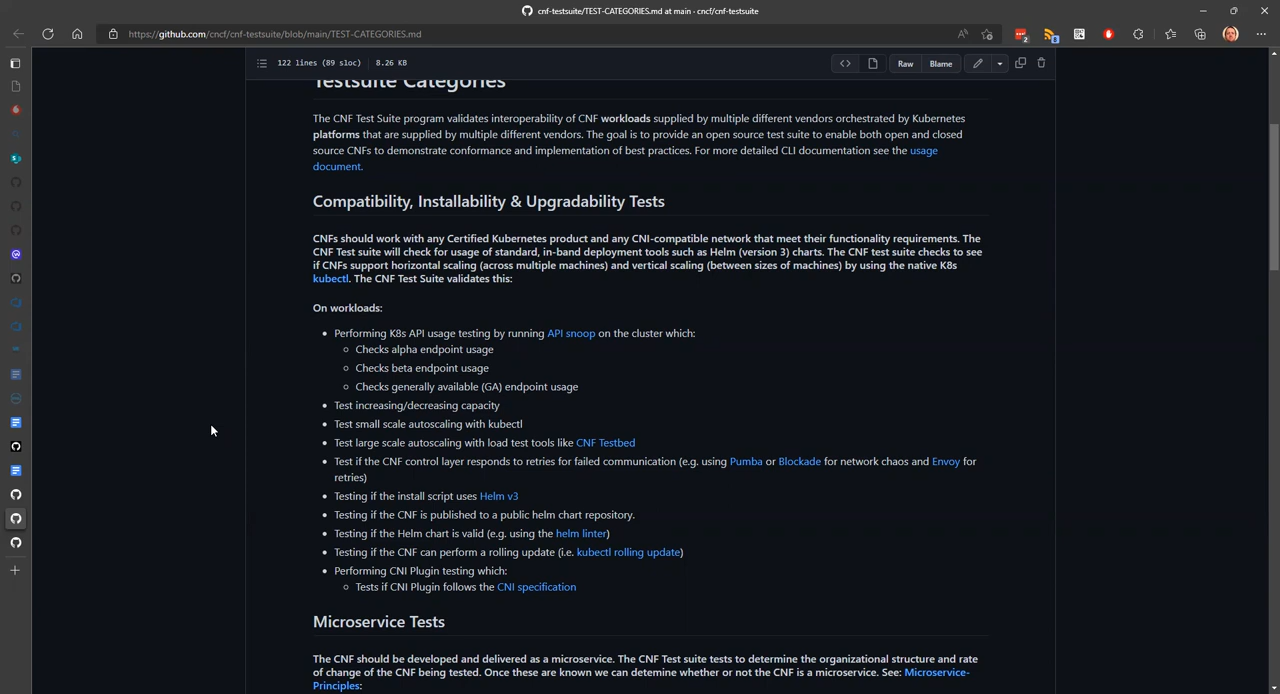 cnf-testsuite/TEST-CATEGORIES.md at main · cncf/cnf-testsuite
https://github.com/cncf/cnf-testsuite/blob/main/TEST-CATEGORIES.md
2
8
122 lines (89 sloc) 8.26 KB
Raw Blame
Testsuite Categories
The CNF Test Suite program validates interoperability of CNF workloads supplied by multiple different vendors orchestrated by Kubernetes
platforms that are supplied by multiple different vendors. The goal is to provide an open source test suite to enable both open and closed
source CNFs to demonstrate conformance and implementation of best practices. For more detailed CLI documentation see the usage
document.
Compatibility, Installability & Upgradability Tests
CNFs should work with any Certified Kubernetes product and any CNI-compatible network that meet their functionality requirements. The
CNF Test suite will check for usage of standard, in-band deployment tools such as Helm (version 3) charts. The CNF test suite checks to see
if CNFs support horizontal scaling (across multiple machines) and vertical scaling (between sizes of machines) by using the native K8s
kubectl. The CNF Test Suite validates this:
On workloads:
• Performing K8s API usage testing by running API snoop on the cluster which:
○ Checks alpha endpoint usage
○ Checks beta endpoint usage
○ Checks generally available (GA) endpoint usage
• Test increasing/decreasing capacity
• Test small scale autoscaling with kubectl
• Test large scale autoscaling with load test tools like CNF Testbed
• Test if the CNF control layer responds to retries for failed communication (e.g. using Pumba or Blockade for network chaos and Envoy for
retries)
• Testing if the install script uses Helm v3
• Testing if the CNF is published to a public helm chart repository.
• Testing if the Helm chart is valid (e.g. using the helm linter)
• Testing if the CNF can perform a rolling update (i.e. kubectl rolling update)
• Performing CNI Plugin testing which:
○ Tests if CNI Plugin follows the CNI specification
Microservice Tests
The CNF should be developed and delivered as a microservice. The CNF Test suite tests to determine the organizational structure and rate
of change of the CNF being tested. Once these are known we can detemine whether or not the CNF is a microservice. See: Microservice-
Principles: